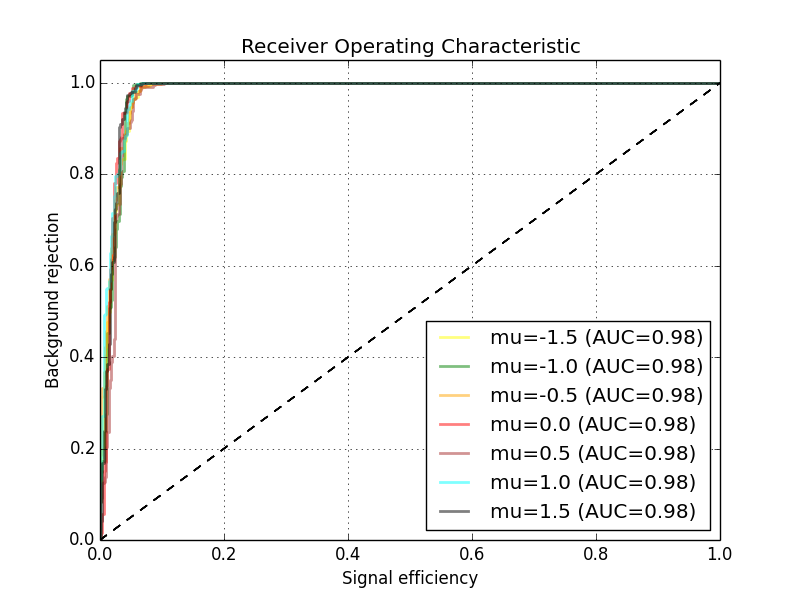 Receiver Operating Characteristic
1.0
0.8
0.6
0.4
0.2
0.0
Background rejection
mu=-1.5 (AUC=0.98)
mu=-1.0 (AUC=0.98)
mu=-0.5 (AUC=0.98)
mu=0.0 (AUC=0.98)
mu=0.5 (AUC=0.98)
mu=1.0 (AUC=0.98)
mu=1.5 (AUC=0.98)
0.0 0.2 0.4 0.6 0.8 1.0
Signal efficiency